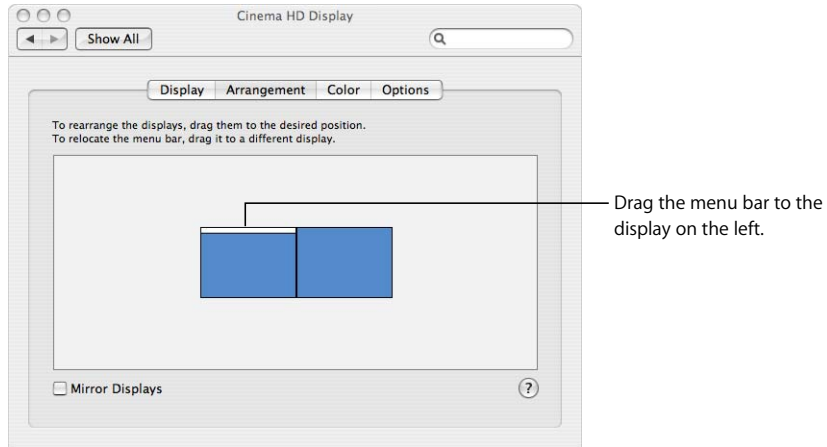 Cinema HD Display
Show All
Display Arrangement Color Options
To rearrange the displays, drag them to the desired position.
To relocate the menu bar, drag it to a different display.
Drag the menu bar to the
display on the left.
Mirror Displays
?